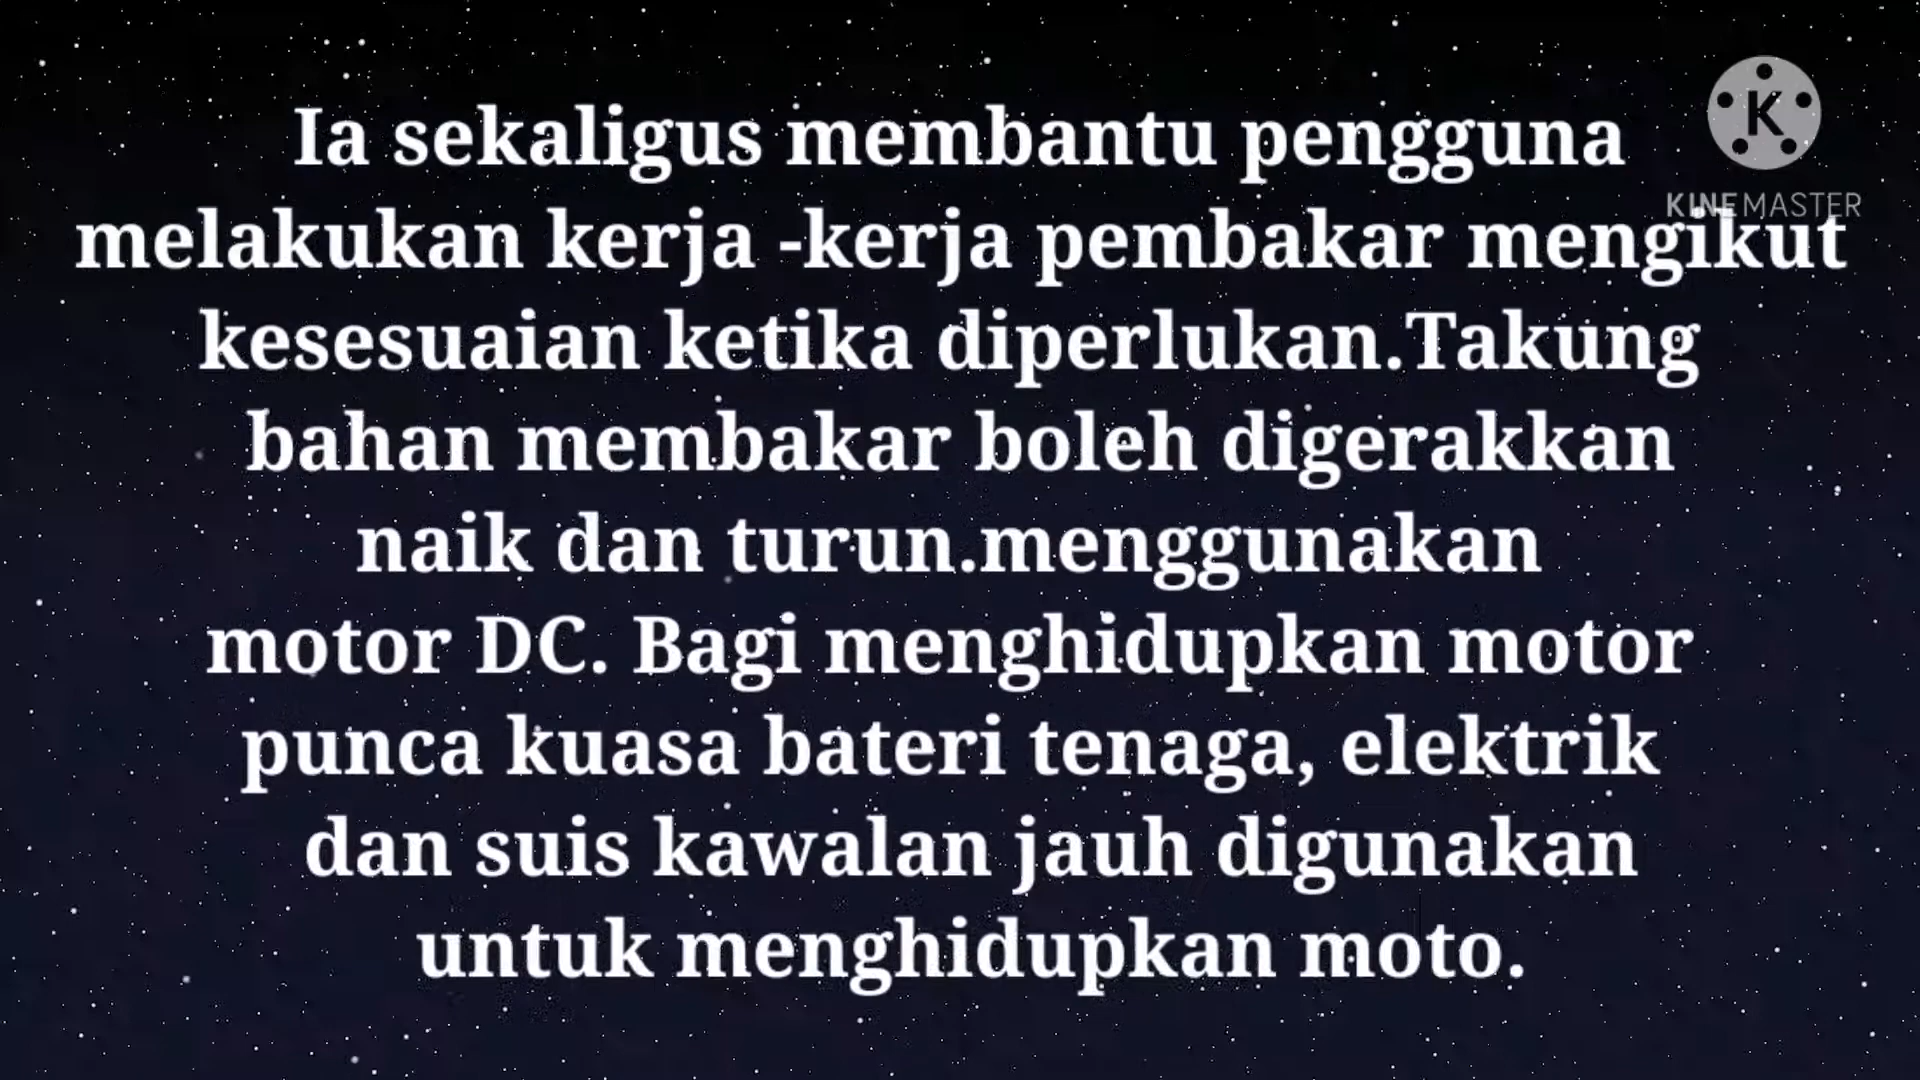 Ia sekaligus membantu pengguna
K
KINEMASTER
melakukan kerja -kerja pembakar mengikut
kesesuaian ketika diperlukan.Takung
bahan membakar boleh digerakkan
naik dan turun.menggunakan
motor DC. Bagi menghidupkan motor
punca kuasa bateri tenaga, elektrik
dan suis kawalan jauh digunakan
untuk menghidupkan moto.